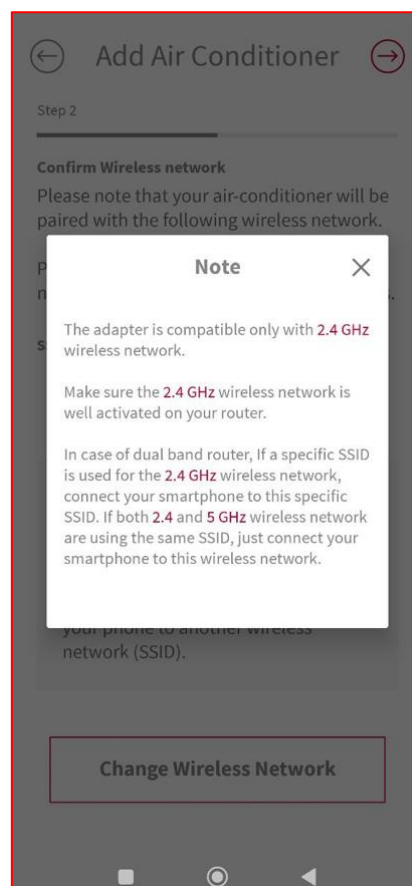 Add Air Conditioner
Step 2
Confirm Wireless network
Please note that your air-conditioner will be
paired with the following wireless network.
Note
The adapter is compatible only with 2.4 GHz
wireless network.
Make sure the 2.4 GHz wireless network is
well activated on your router.
In case of dual band router, If a specific SSID
is used for the 2.4 GHz wireless network,
connect your smartphone to this specific
SSID. If both 2.4 and 5 GHz wireless network
are using the same SSID, just connect your
smartphone to this wireless network.
your phone to another wireless
network (SSID).
Change Wireless Network